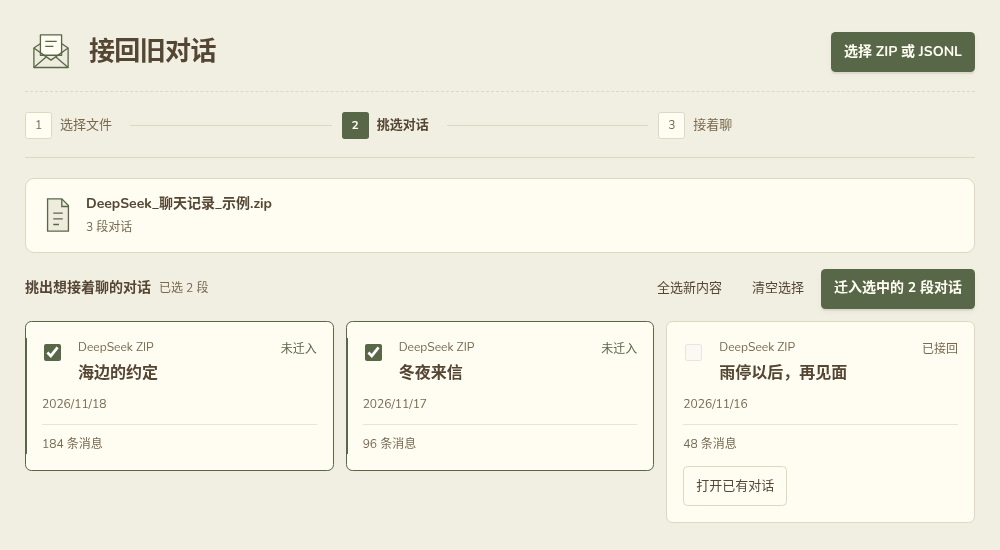 接回旧对话
选择 ZIP 或 JSONL
1 选择文件
2 挑选对话
3 接着聊
DeepSeek_聊天记录_示例.zip
3 段对话
挑出想接着聊的对话 已选 2 段
全选新内容 清空选择 迁入选中的 2 段对话
DeepSeek ZIP 未迁入
海边的约定
2026/11/18
184 条消息
DeepSeek ZIP 未迁入
冬夜来信
2026/11/17
96 条消息
DeepSeek ZIP 已接回
雨停以后，再见面
2026/11/16
48 条消息
打开已有对话